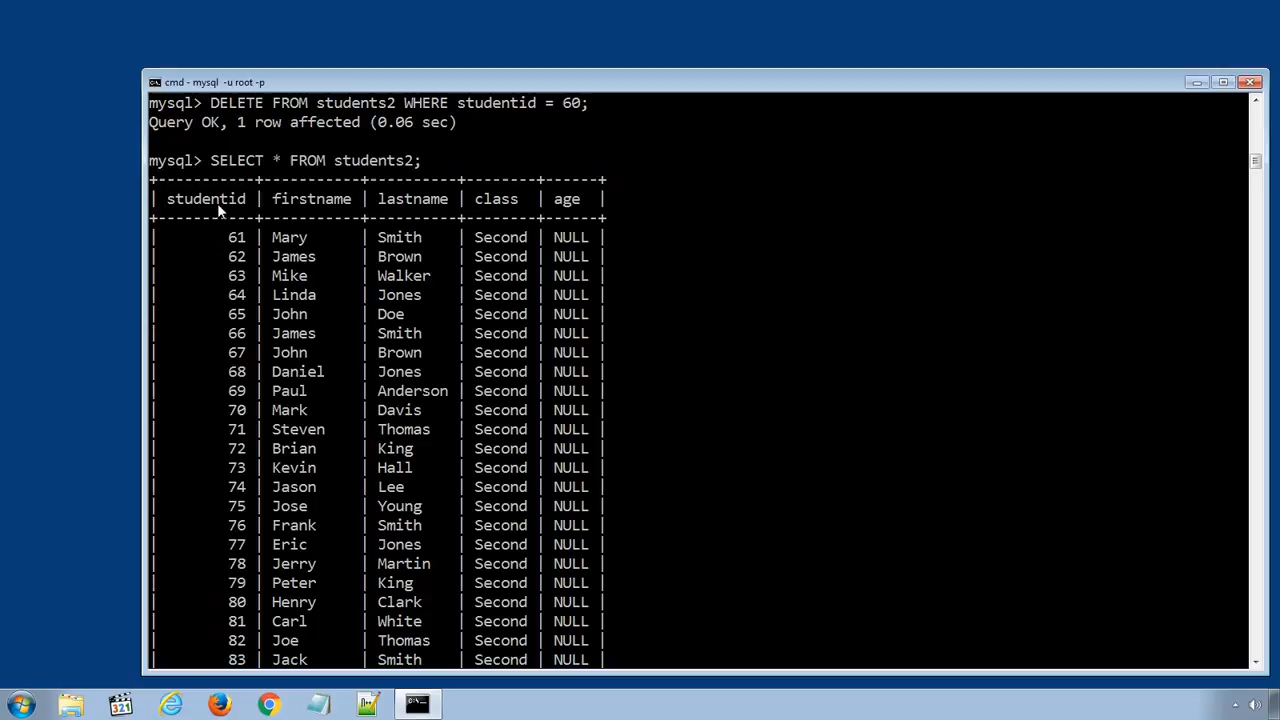 cmd - mysql  -u root -p
mysql> DELETE FROM students2 WHERE studentid = 60;
Query OK, 1 row affected (0.06 sec)
mysql> SELECT * FROM students2;
+-----------+-----------+----------+--------+------+
| studentid | firstname | lastname | class  | age  |
+-----------+-----------+----------+--------+------+
|        61 | Mary      | Smith    | Second | NULL |
|        62 | James     | Brown    | Second | NULL |
|        63 | Mike      | Walker   | Second | NULL |
|        64 | Linda     | Jones    | Second | NULL |
|        65 | John      | Doe      | Second | NULL |
|        66 | James     | Smith    | Second | NULL |
|        67 | John      | Brown    | Second | NULL |
|        68 | Daniel    | Jones    | Second | NULL |
|        69 | Paul      | Anderson | Second | NULL |
|        70 | Mark      | Davis    | Second | NULL |
|        71 | Steven    | Thomas   | Second | NULL |
|        72 | Brian     | King     | Second | NULL |
|        73 | Kevin     | Hall     | Second | NULL |
|        74 | Jason     | Lee      | Second | NULL |
|        75 | Jose      | Young    | Second | NULL |
|        76 | Frank     | Smith    | Second | NULL |
|        77 | Eric      | Jones    | Second | NULL |
|        78 | Jerry     | Martin   | Second | NULL |
|        79 | Peter     | King     | Second | NULL |
|        80 | Henry     | Clark    | Second | NULL |
|        81 | Carl      | White    | Second | NULL |
|        82 | Joe       | Thomas   | Second | NULL |
|        83 | Jack      | Smith    | Second | NULL |
321